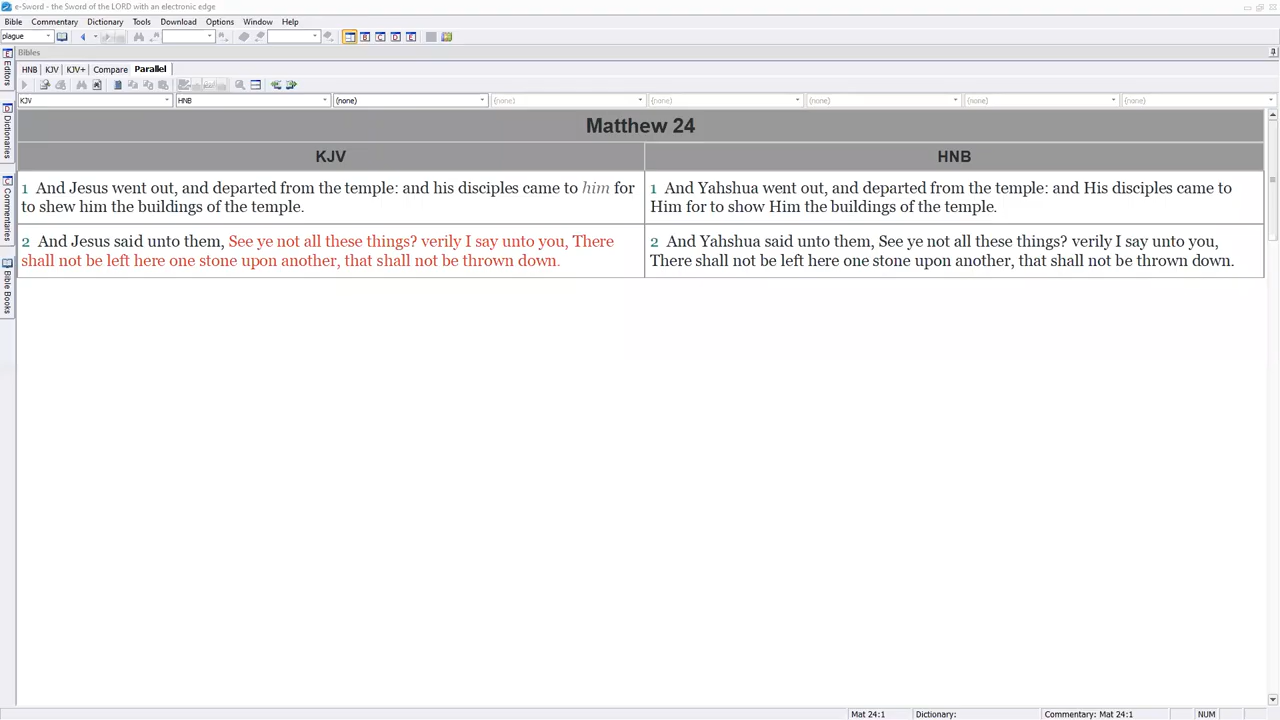 e-Sword - the Sword of the LORD with an electronic edge
Bible Commentary Dictionary Tools Download Options Window Help
plague
Bibles
HNB KJV KJV+ Compare Parallel
KJV HNB (none) (none) (none) (none) (none) (none)
Editors
Dictionaries
Commentaries
Bible Books
Matthew 24
KJV
1 And Jesus went out, and departed from the temple: and his disciples came to him for
to shew him the buildings of the temple.
2 And Jesus said unto them, See ye not all these things? verily I say unto you, There
shall not be left here one stone upon another, that shall not be thrown down.
HNB
1 And Yahshua went out, and departed from the temple: and His disciples came to
Him for to show Him the buildings of the temple.
2 And Yahshua said unto them, See ye not all these things? verily I say unto you,
There shall not be left here one stone upon another, that shall not be thrown down.
Mat 24:1 Dictionary: Commentary: Mat 24:1 NUM